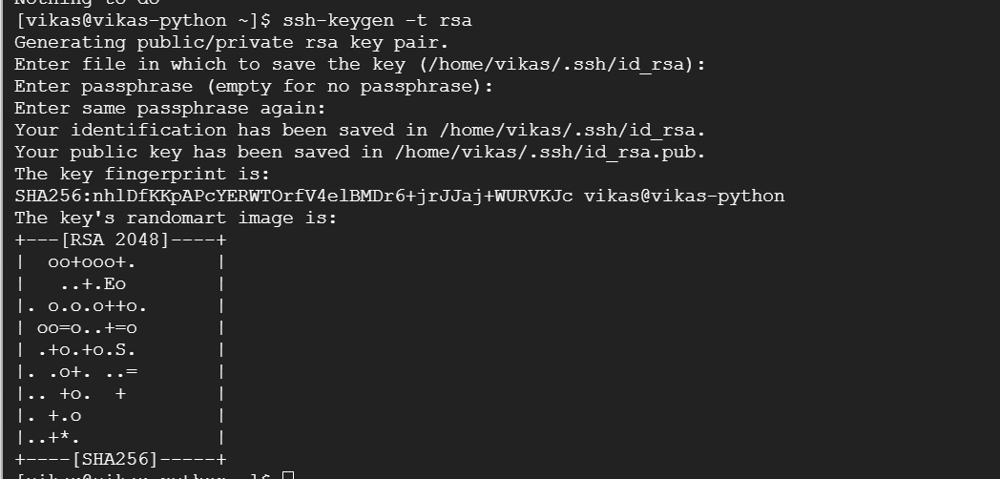 Nothing to do
[vikas@vikas-python ~]$ ssh-keygen -t rsa
Generating public/private rsa key pair.
Enter file in which to save the key (/home/vikas/.ssh/id_rsa):
Enter passphrase (empty for no passphrase):
Enter same passphrase again:
Your identification has been saved in /home/vikas/.ssh/id_rsa.
Your public key has been saved in /home/vikas/.ssh/id_rsa.pub.
The key fingerprint is:
SHA256:nhlDfKKpAPcYERWTOrfV4elBMDr6+jrJJaj+WURVKJc vikas@vikas-python
The key's randomart image is:
+---[RSA 2048]----+
|  oo+ooo+.       |
|   ..+.Eo        |
|. o.o.o++o.      |
| oo=o..+=o       |
| .+o.+o.S.       |
|. .o+. ..=       |
|.. +o.  +        |
|. +.o            |
|..+*.            |
+----[SHA256]-----+
[vikas@vikas-python ~]$